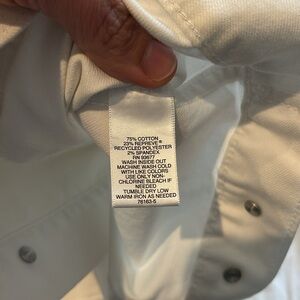 75% COTTON
23% REPREVE®
RECYCLED POLYESTER
2% SPANDEX
RN 93677
WASH INSIDE OUT
MACHINE WASH COLD
WITH LIKE COLORS
USE ONLY NON-
CHLORINE BLEACH IF
NEEDED
TUMBLE DRY LOW
WARM IRON AS NEEDED
76163-5